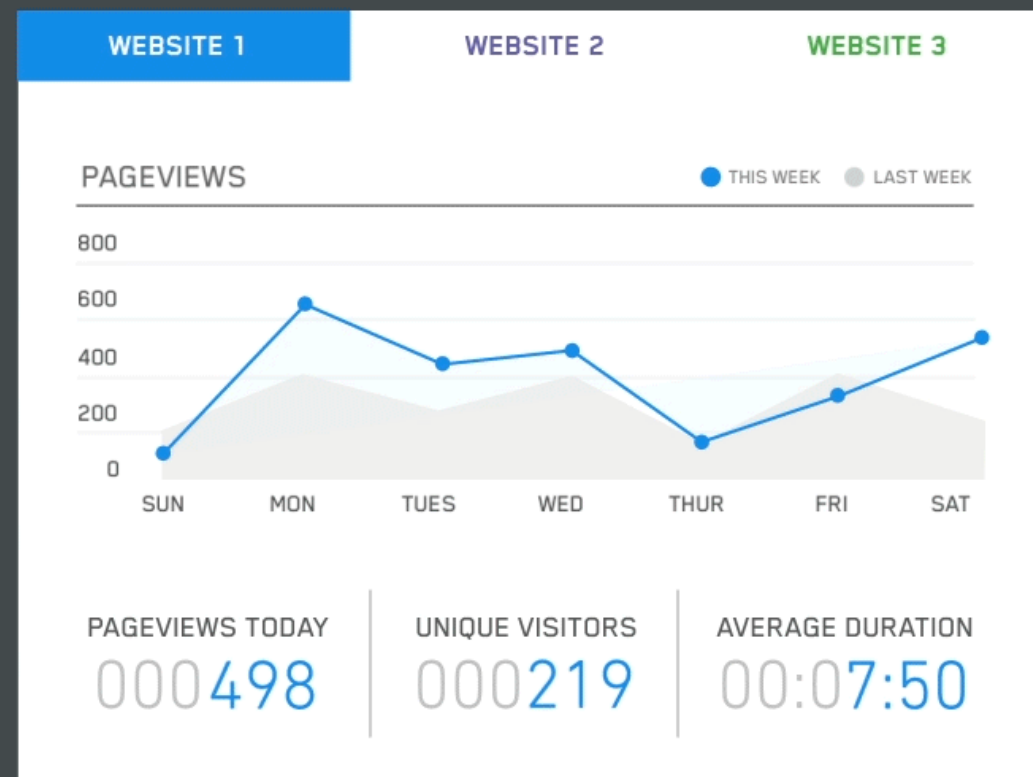 WEBSITE 1 WEBSITE 2 WEBSITE 3
PAGEVIEWS THIS WEEK LAST WEEK
800
600
400
200
0
SUN MON TUES WED THUR FRI SAT
PAGEVIEWS TODAY UNIQUE VISITORS AVERAGE DURATION
000498 000219 00:07:50